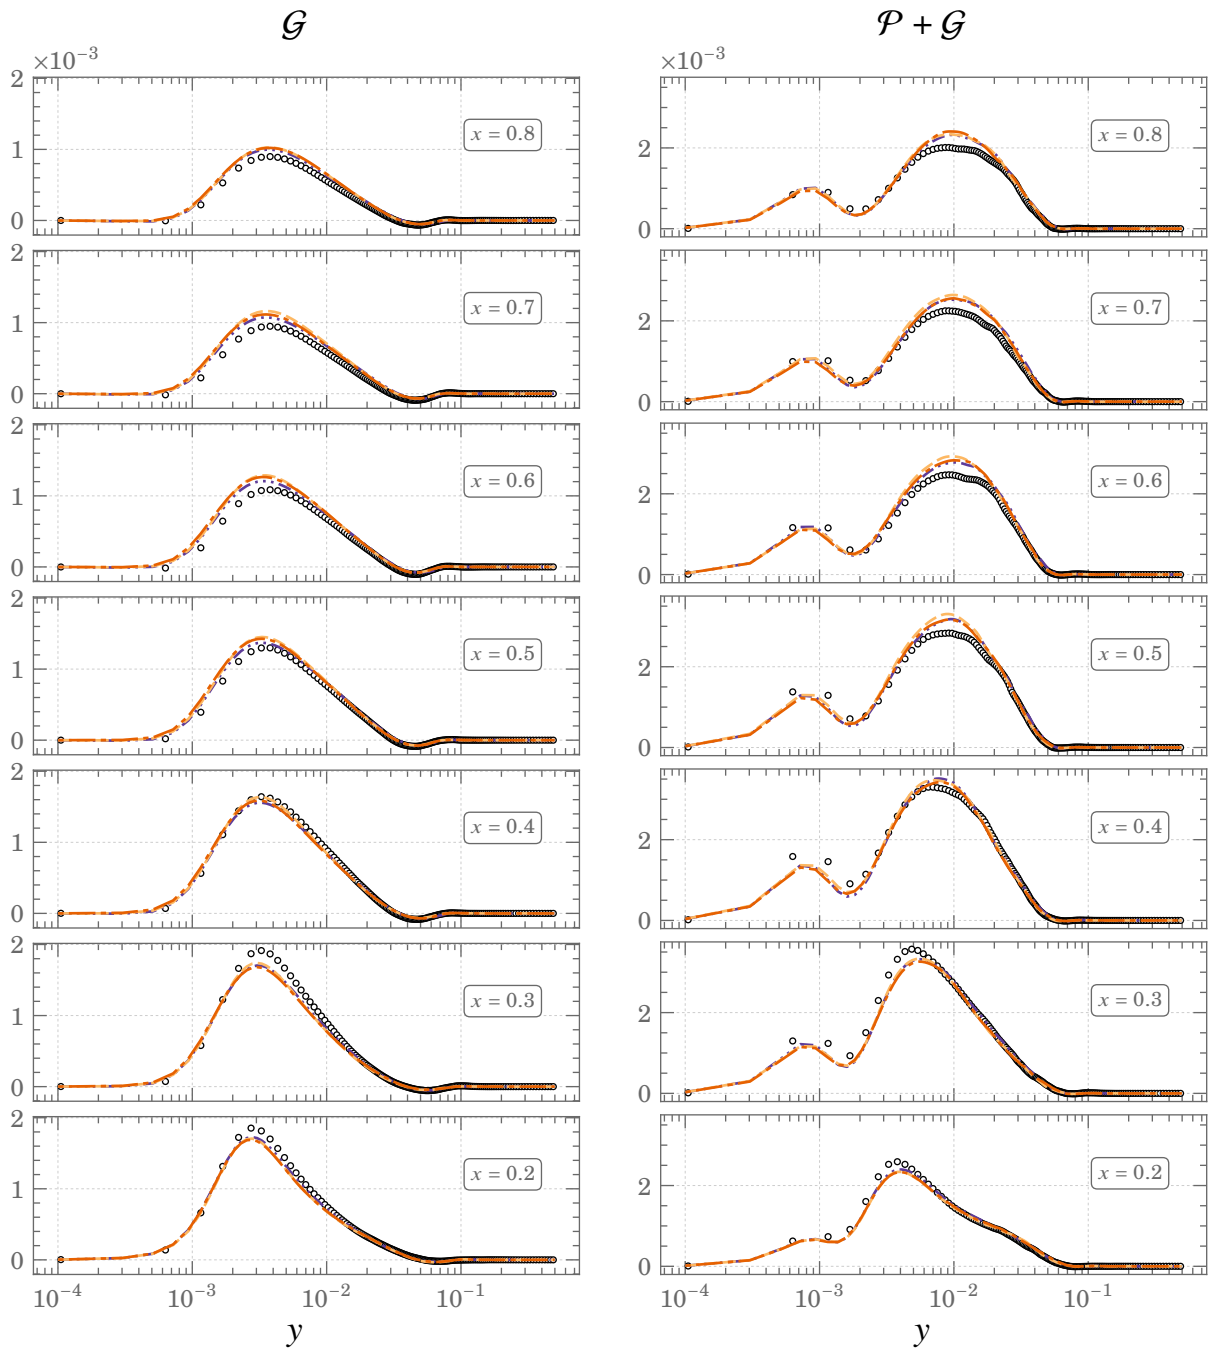 𝒢
𝒫 + 𝒢
×10⁻³
×10⁻³
2
1
0
x = 0.8
2
0
x = 0.8
2
1
0
x = 0.7
2
0
x = 0.7
2
1
0
x = 0.6
2
0
x = 0.6
2
1
0
x = 0.5
2
0
x = 0.5
2
1
0
x = 0.4
2
0
x = 0.4
2
1
0
x = 0.3
2
0
x = 0.3
2
1
0
x = 0.2
2
0
x = 0.2
10⁻⁴ 10⁻³ 10⁻² 10⁻¹
10⁻⁴ 10⁻³ 10⁻² 10⁻¹
y
y